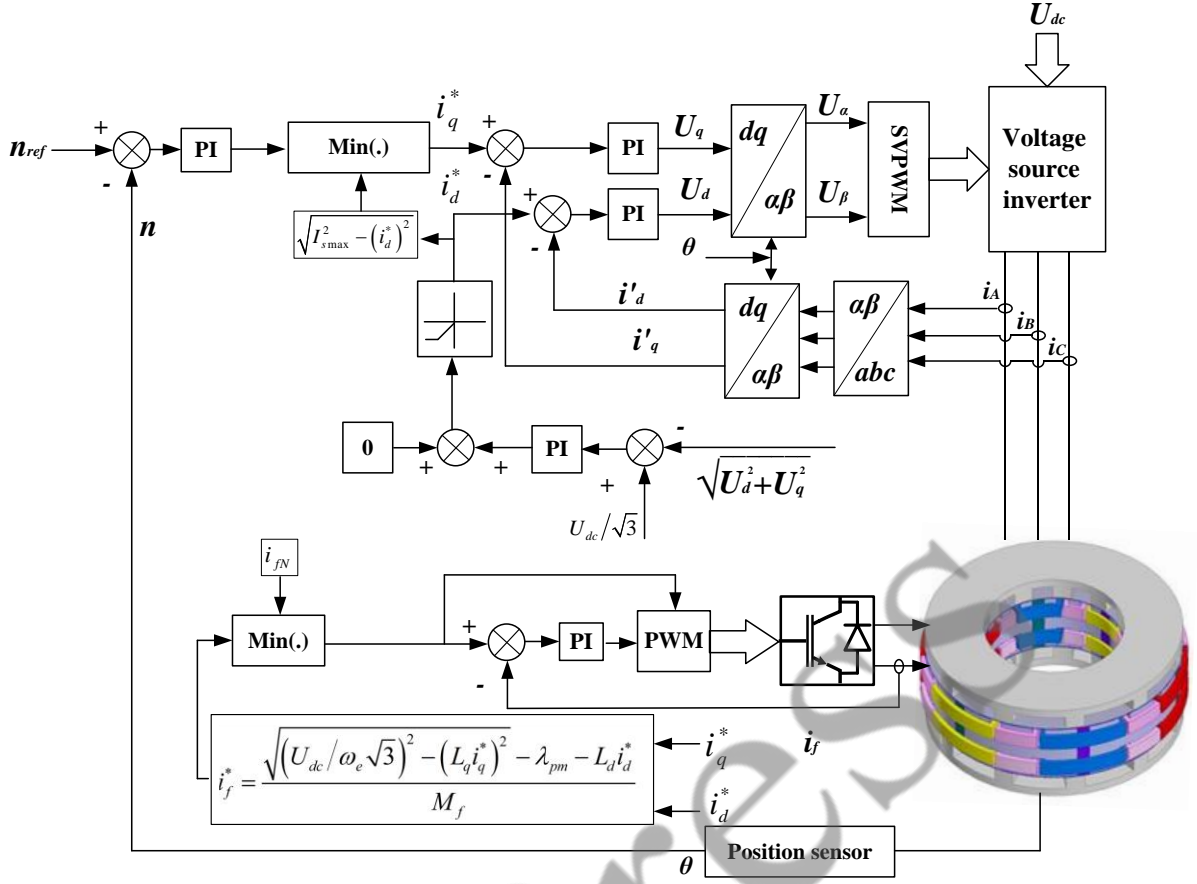 U_dc
n_ref
+
-
PI
Min(.)
i_q^*
+
-
PI
U_q
dq
αβ
U_α
SVPWM
Voltage
source
inverter
i_d^*
+
-
PI
U_d
U_β
n
√(I_{smax}^2 − (i_d^*)^2)
θ
i'_d
dq
αβ
i_A
i'_q
αβ
abc
i_B
i_C
0
+
+
PI
-
+
√(U_d^2+U_q^2)
U_dc/√3
i_fN
Min(.)
+
-
PI
PWM
i_f^* = (√((U_dc/ω_e√3)^2 − (L_q i_q^*)^2) − λ_pm − L_d i_d^*) / M_f
i_q^*
i_d^*
i_f
θ
Position sensor
ress